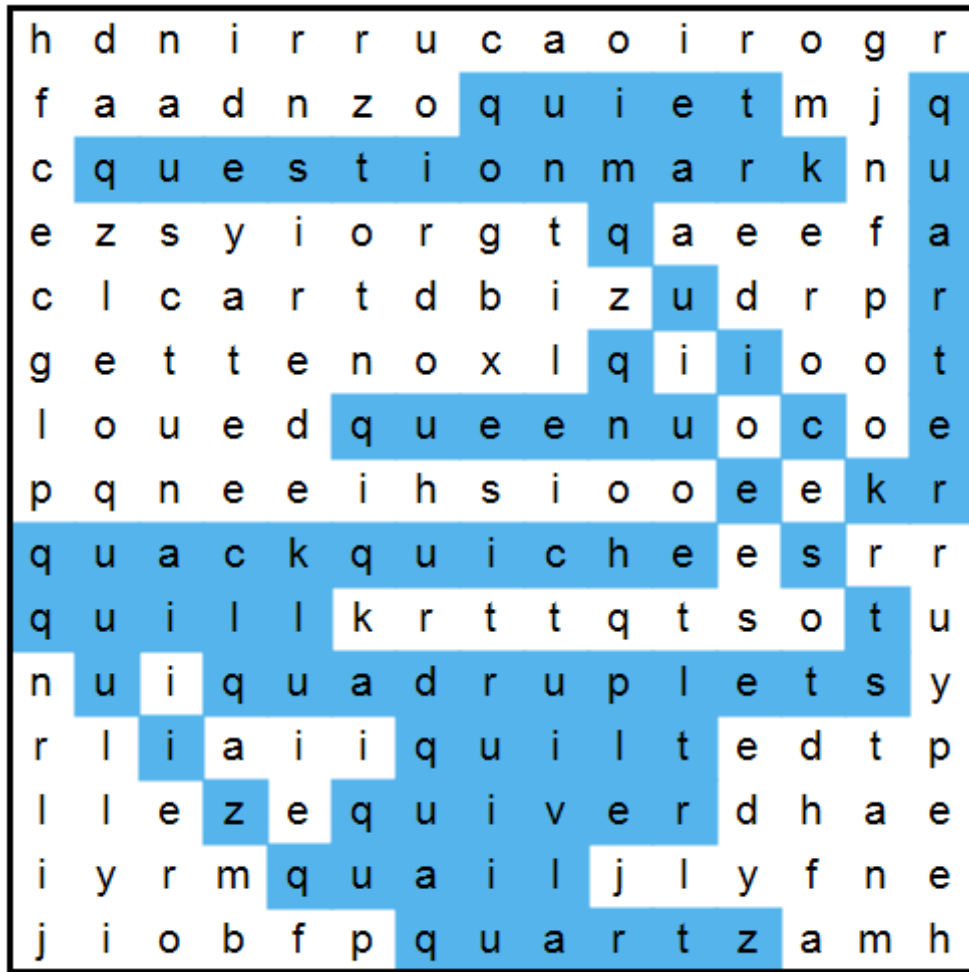 h d n i r r u c a o i r o g r
f a a d n z o q u i e t m j q
c q u e s t i o n m a r k n u
e z s y i o r g t q a e e f a
c l c a r t d b i z u d r p r
g e t t e n o x l q i i o o t
l o u e d q u e e n u o c o e
p q n e e i h s i o o e e k r
q u a c k q u i c h e e s r r
q u i l l k r t t q t s o t u
n u i q u a d r u p l e t s y
r l i a i i q u i l t e d t p
l l e z e q u i v e r d h a e
i y r m q u a i l j l y f n e
j i o b f p q u a r t z a m h